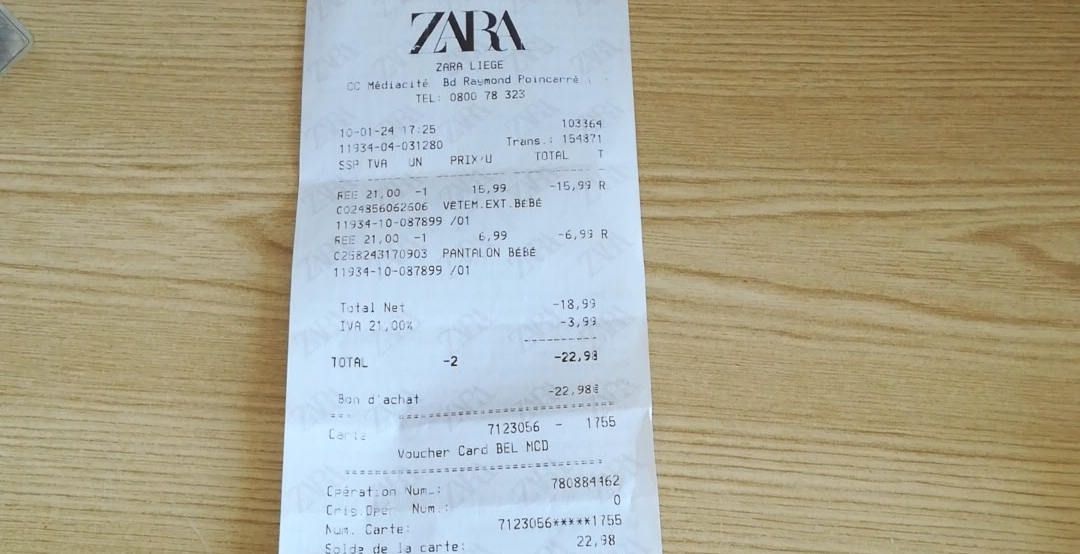 ZARA
ZARA LIEGE
CC Médiacité Bd Raymond Poincarré
TEL: 0800 78 323
10-01-24 17:25 103364
11934-04-031280 Trans.: 154871
SSP TVA UN PRIX/U TOTAL T
REE 21,00 -1 15,99 -15,99 R
C024856062606 VÉTEM.EXT.BÉBÉ
11934-10-087899 /01
REE 21,00 -1 6,99 -6,99 R
C258243170903 PANTALON BÉBÉ
11934-10-087899 /01
Total Net -18,99
IVA 21,00% -3,99
----------
TOTAL -2 -22,98
Bon d'achat -22,98€
Carte 7123056 - 1755
Voucher Card BEL MCD
Opération Num.: 780884462
Cris.Oper Num.: 0
Num. Carte: 7123056*****1755
Solde de la carte: 22,98